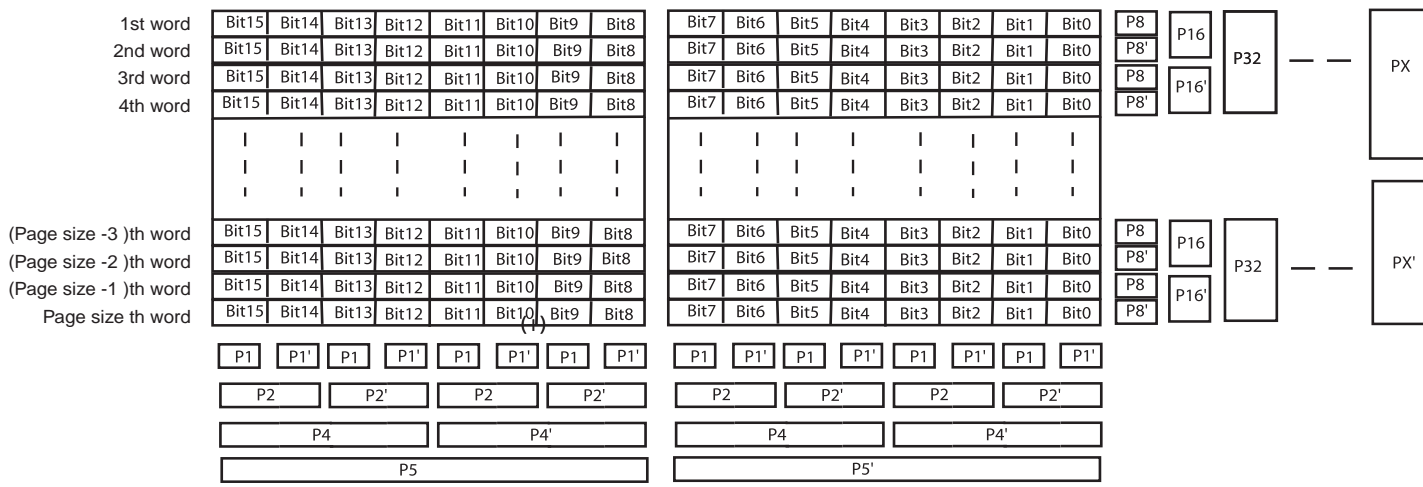 1st word Bit15 Bit14 Bit13 Bit12 Bit11 Bit10 Bit9 Bit8 Bit7 Bit6 Bit5 Bit4 Bit3 Bit2 Bit1 Bit0 P8 P16 P32 PX
2nd word Bit15 Bit14 Bit13 Bit12 Bit11 Bit10 Bit9 Bit8 Bit7 Bit6 Bit5 Bit4 Bit3 Bit2 Bit1 Bit0 P8'
3rd word Bit15 Bit14 Bit13 Bit12 Bit11 Bit10 Bit9 Bit8 Bit7 Bit6 Bit5 Bit4 Bit3 Bit2 Bit1 Bit0 P8 P16'
4th word Bit15 Bit14 Bit13 Bit12 Bit11 Bit10 Bit9 Bit8 Bit7 Bit6 Bit5 Bit4 Bit3 Bit2 Bit1 Bit0 P8'
(Page size -3 )th word Bit15 Bit14 Bit13 Bit12 Bit11 Bit10 Bit9 Bit8 Bit7 Bit6 Bit5 Bit4 Bit3 Bit2 Bit1 Bit0 P8 P16 P32 PX'
(Page size -2 )th word Bit15 Bit14 Bit13 Bit12 Bit11 Bit10 Bit9 Bit8 Bit7 Bit6 Bit5 Bit4 Bit3 Bit2 Bit1 Bit0 P8'
(Page size -1 )th word Bit15 Bit14 Bit13 Bit12 Bit11 Bit10 Bit9 Bit8 Bit7 Bit6 Bit5 Bit4 Bit3 Bit2 Bit1 Bit0 P8 P16'
Page size th word Bit15 Bit14 Bit13 Bit12 Bit11 Bit10 Bit9 Bit8 Bit7 Bit6 Bit5 Bit4 Bit3 Bit2 Bit1 Bit0 P8'
(+)
P1 P1' P1 P1' P1 P1' P1 P1' P1 P1' P1 P1' P1 P1' P1 P1'
P2 P2' P2 P2' P2 P2' P2 P2'
P4 P4' P4 P4'
P5 P5'